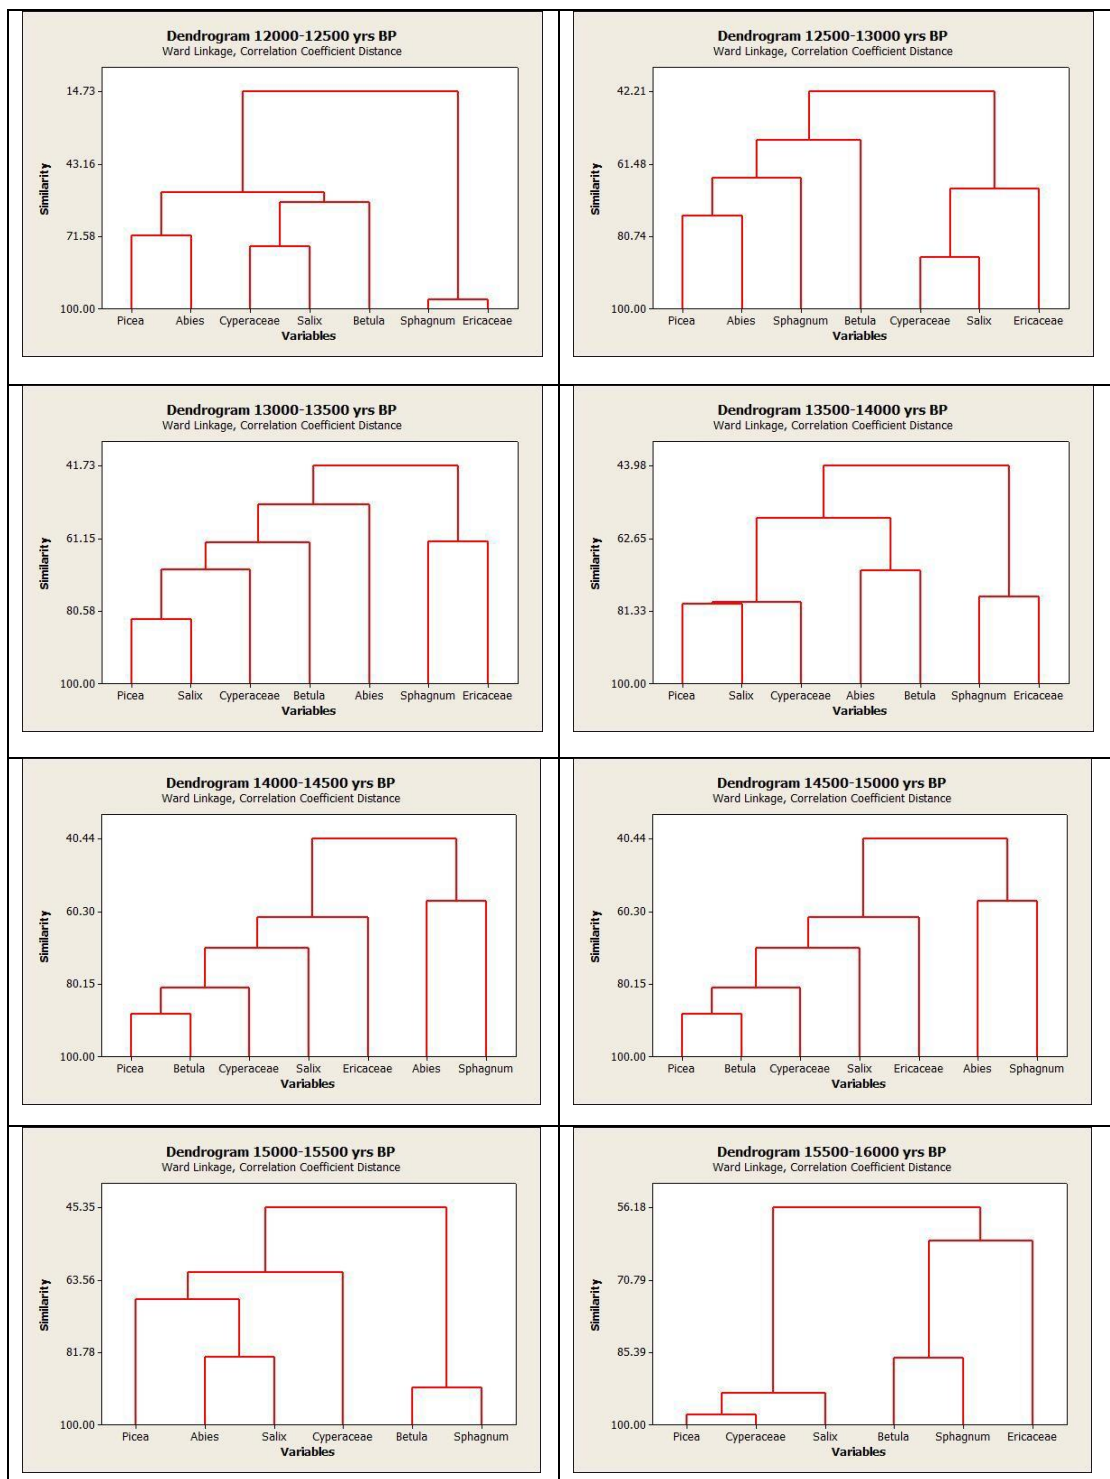 Dendrogram 12000-12500 yrs BP
Ward Linkage, Correlation Coefficient Distance
14.73
43.16
71.58
100.00
Similarity
Picea Abies Cyperaceae Salix Betula Sphagnum Ericaceae
Variables
Dendrogram 12500-13000 yrs BP
Ward Linkage, Correlation Coefficient Distance
42.21
61.48
80.74
100.00
Similarity
Picea Abies Sphagnum Betula Cyperaceae Salix Ericaceae
Variables
Dendrogram 13000-13500 yrs BP
Ward Linkage, Correlation Coefficient Distance
41.73
61.15
80.58
100.00
Similarity
Picea Salix Cyperaceae Betula Abies Sphagnum Ericaceae
Variables
Dendrogram 13500-14000 yrs BP
Ward Linkage, Correlation Coefficient Distance
43.98
62.65
81.33
100.00
Similarity
Picea Salix Cyperaceae Abies Betula Sphagnum Ericaceae
Variables
Dendrogram 14000-14500 yrs BP
Ward Linkage, Correlation Coefficient Distance
40.44
60.30
80.15
100.00
Similarity
Picea Betula Cyperaceae Salix Ericaceae Abies Sphagnum
Variables
Dendrogram 14500-15000 yrs BP
Ward Linkage, Correlation Coefficient Distance
40.44
60.30
80.15
100.00
Similarity
Picea Betula Cyperaceae Salix Ericaceae Abies Sphagnum
Variables
Dendrogram 15000-15500 yrs BP
Ward Linkage, Correlation Coefficient Distance
45.35
63.56
81.78
100.00
Similarity
Picea Abies Salix Cyperaceae Betula Sphagnum
Variables
Dendrogram 15500-16000 yrs BP
Ward Linkage, Correlation Coefficient Distance
56.18
70.79
85.39
100.00
Similarity
Picea Cyperaceae Salix Betula Sphagnum Ericaceae
Variables